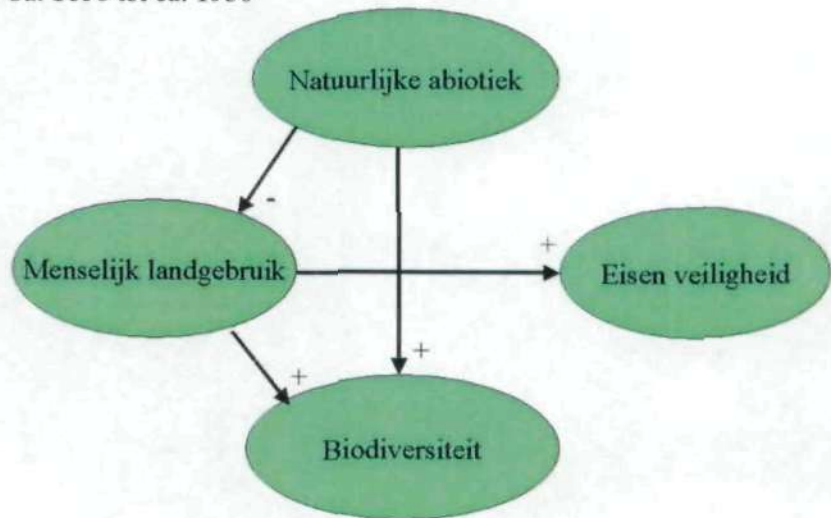 Natuurlijke abiotiek
-
Menselijk landgebruik
+
Eisen veiligheid
+
+
Biodiversiteit